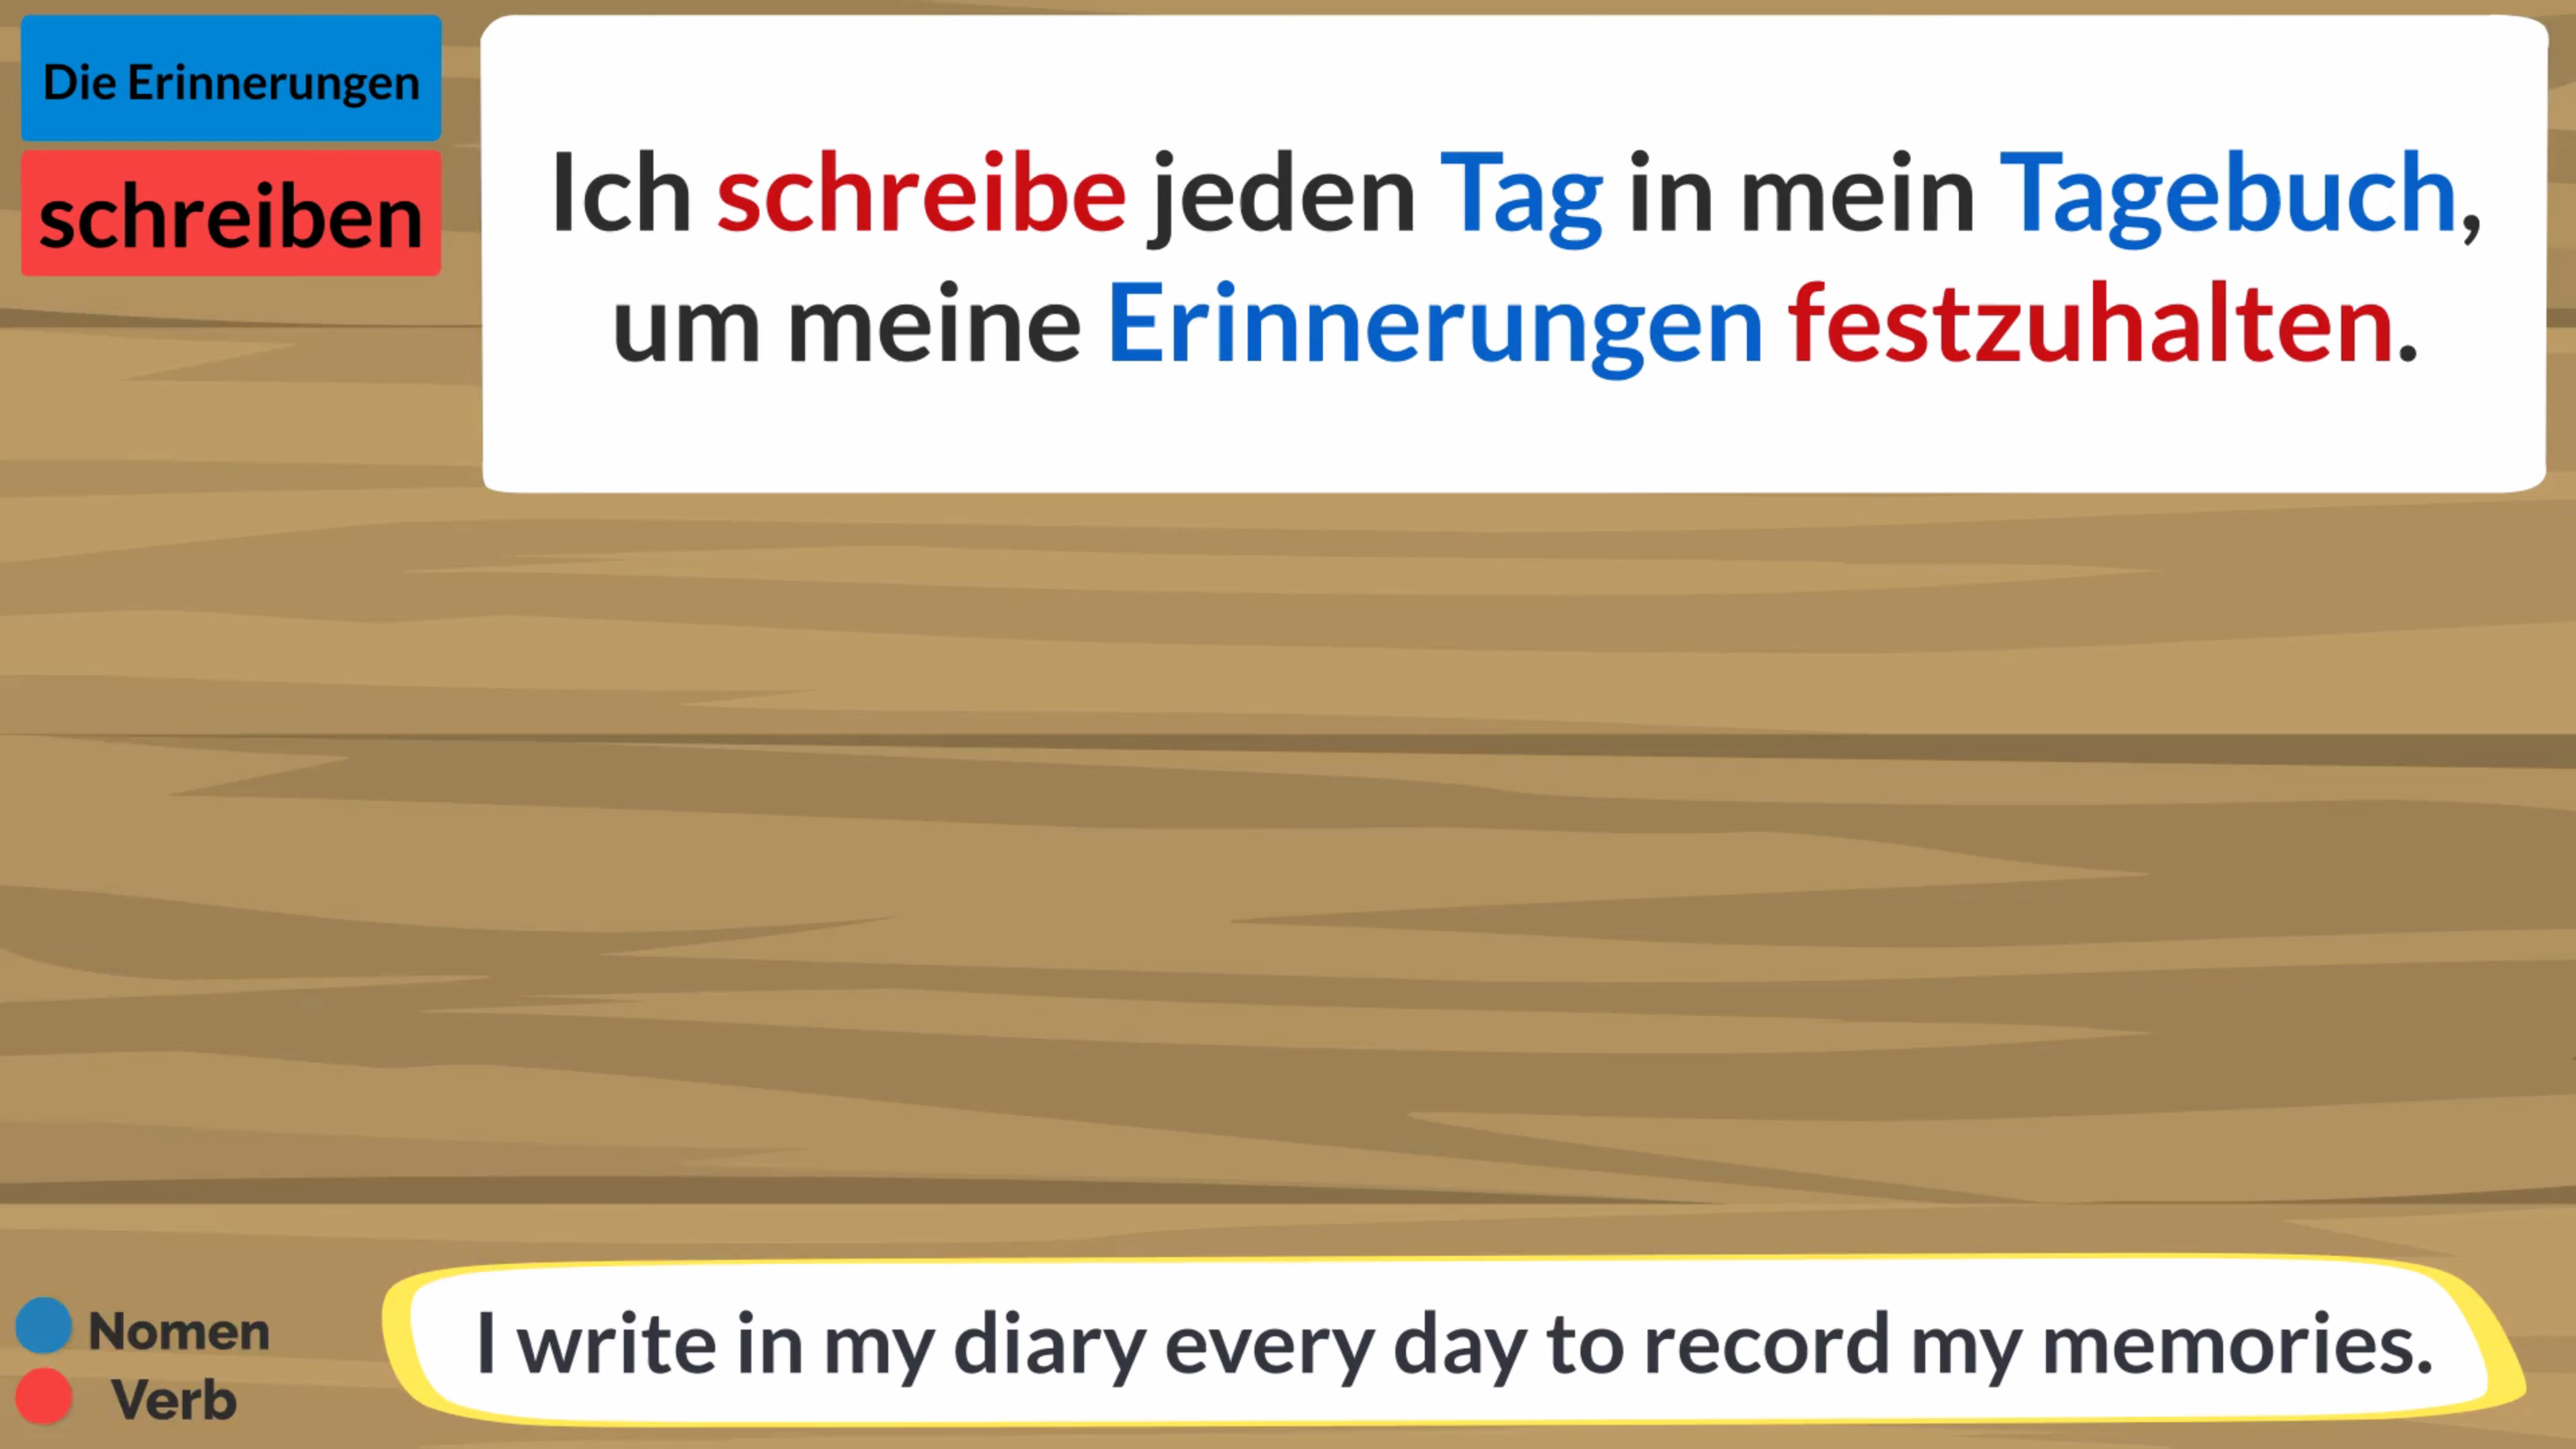 Die Erinnerungen
schreiben
Ich schreibe jeden Tag in mein Tagebuch,
um meine Erinnerungen festzuhalten.
Nomen
Verb
I write in my diary every day to record my memories.